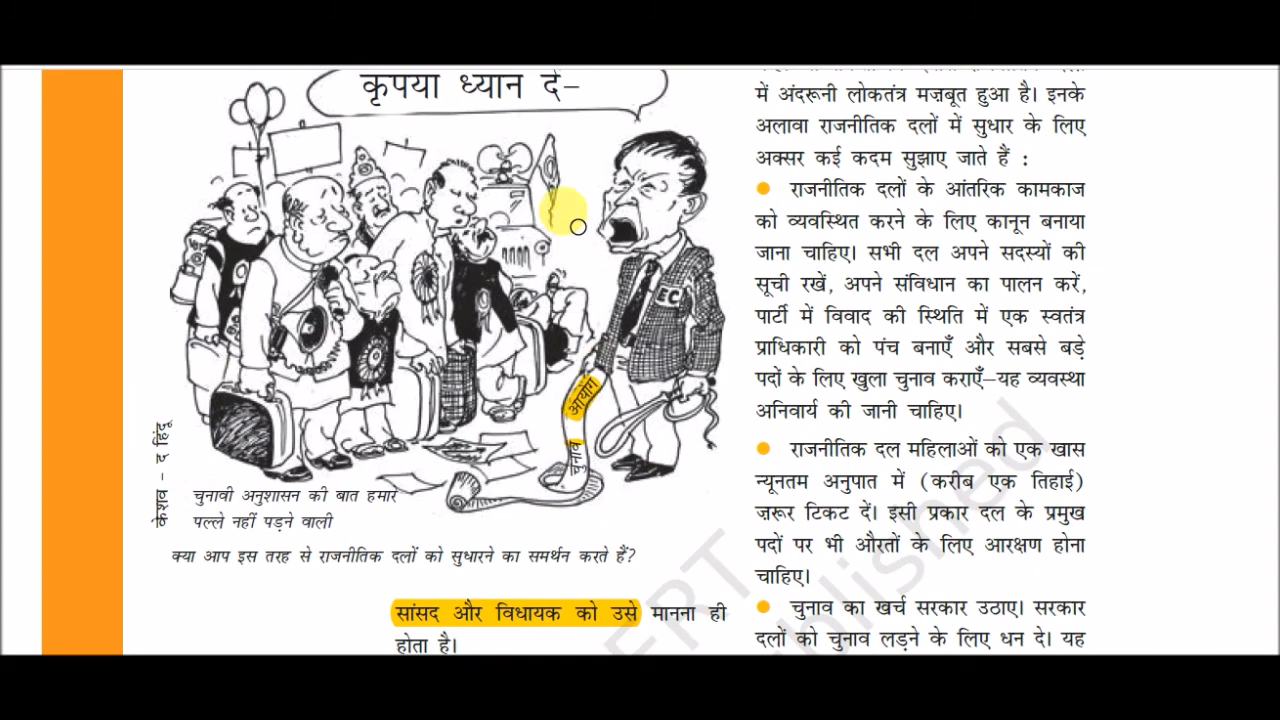 कृपया ध्यान दें–
EC
आयोग
चुनाव
केशव - द हिंदू
चुनावी अनुशासन की बात हमारे
पल्ले नहीं पड़ने वाली
क्या आप इस तरह से राजनीतिक दलों को सुधारने का समर्थन करते हैं?
सांसद और विधायक को उसे मानना ही
होता है।
में अंदरूनी लोकतंत्र मज़बूत हुआ है। इनके
अलावा राजनीतिक दलों में सुधार के लिए
अक्सर कई कदम सुझाए जाते हैं :
राजनीतिक दलों के आंतरिक कामकाज
को व्यवस्थित करने के लिए कानून बनाया
जाना चाहिए। सभी दल अपने सदस्यों की
सूची रखें, अपने संविधान का पालन करें,
पार्टी में विवाद की स्थिति में एक स्वतंत्र
प्राधिकारी को पंच बनाएँ और सबसे बड़े
पदों के लिए खुला चुनाव कराएँ–यह व्यवस्था
अनिवार्य की जानी चाहिए।
राजनीतिक दल महिलाओं को एक खास
न्यूनतम अनुपात में (करीब एक तिहाई)
ज़रूर टिकट दें। इसी प्रकार दल के प्रमुख
पदों पर भी औरतों के लिए आरक्षण होना
चाहिए।
चुनाव का खर्च सरकार उठाए। सरकार
दलों को चुनाव लड़ने के लिए धन दे। यह